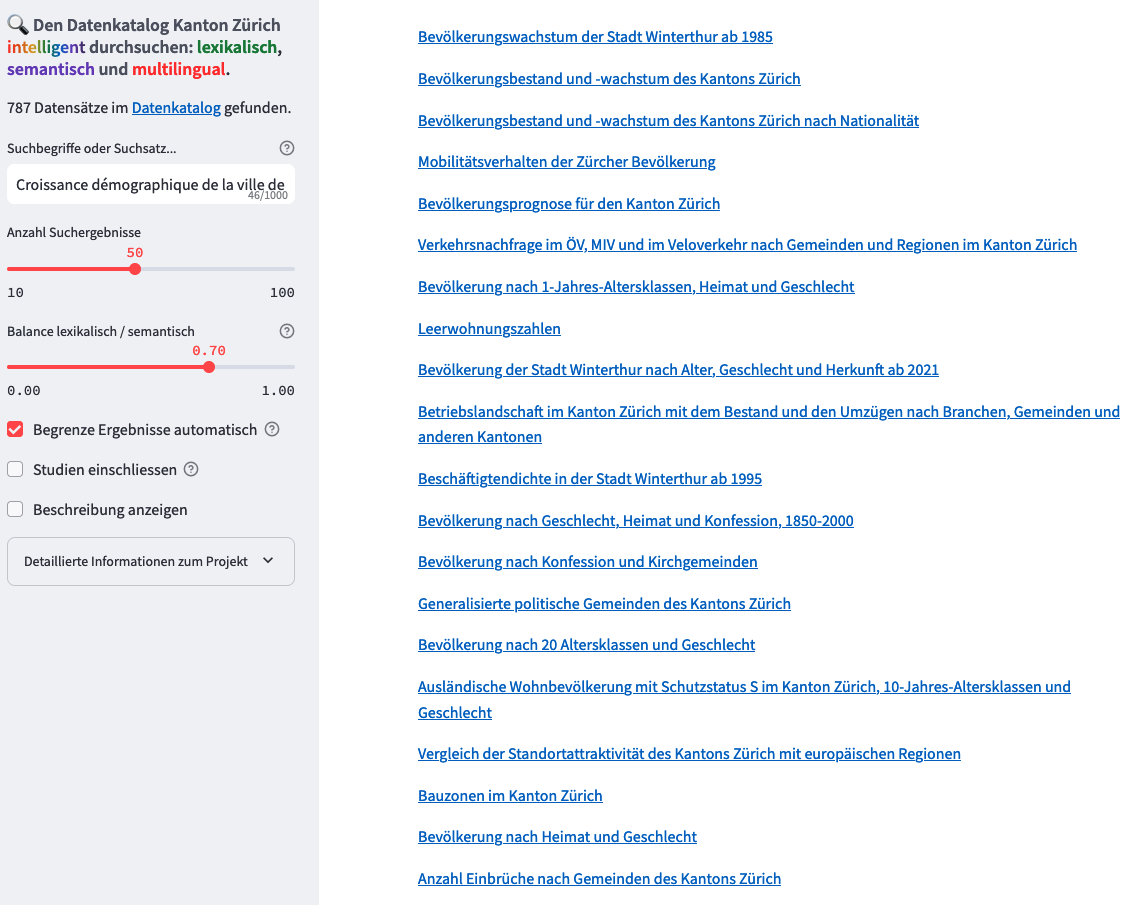 🔍 Den Datenkatalog Kanton Zürich
intelligent durchsuchen: lexikalisch,
semantisch und multilingual.
787 Datensätze im Datenkatalog gefunden.
Suchbegriffe oder Suchsatz...
Croissance démographique de la ville de
46/1000
Anzahl Suchergebnisse
50
10 100
Balance lexikalisch / semantisch
0.70
0.00 1.00
Begrenze Ergebnisse automatisch
Studien einschliessen
Beschreibung anzeigen
Detaillierte Informationen zum Projekt
Bevölkerungswachstum der Stadt Winterthur ab 1985
Bevölkerungsbestand und -wachstum des Kantons Zürich
Bevölkerungsbestand und -wachstum des Kantons Zürich nach Nationalität
Mobilitätsverhalten der Zürcher Bevölkerung
Bevölkerungsprognose für den Kanton Zürich
Verkehrsnachfrage im ÖV, MIV und im Veloverkehr nach Gemeinden und Regionen im Kanton Zürich
Bevölkerung nach 1-Jahres-Altersklassen, Heimat und Geschlecht
Leerwohnungszahlen
Bevölkerung der Stadt Winterthur nach Alter, Geschlecht und Herkunft ab 2021
Betriebslandschaft im Kanton Zürich mit dem Bestand und den Umzügen nach Branchen, Gemeinden und
anderen Kantonen
Beschäftigtendichte in der Stadt Winterthur ab 1995
Bevölkerung nach Geschlecht, Heimat und Konfession, 1850-2000
Bevölkerung nach Konfession und Kirchgemeinden
Generalisierte politische Gemeinden des Kantons Zürich
Bevölkerung nach 20 Altersklassen und Geschlecht
Ausländische Wohnbevölkerung mit Schutzstatus S im Kanton Zürich, 10-Jahres-Altersklassen und
Geschlecht
Vergleich der Standortattraktivität des Kantons Zürich mit europäischen Regionen
Bauzonen im Kanton Zürich
Bevölkerung nach Heimat und Geschlecht
Anzahl Einbrüche nach Gemeinden des Kantons Zürich